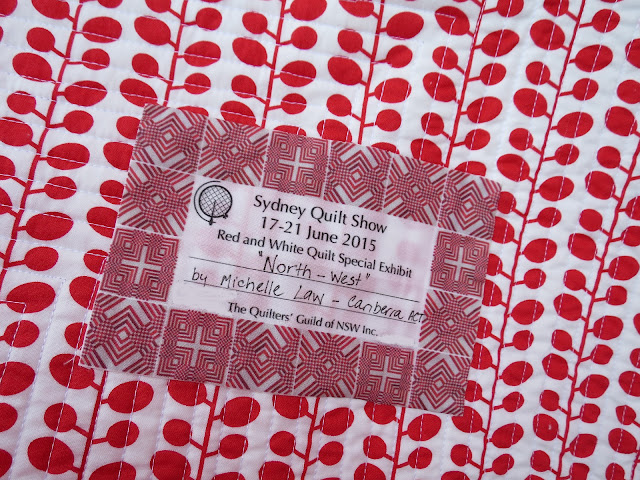 Sydney Quilt Show
17-21 June 2015
Red and White Quilt Special Exhibit
"North - West"
by Michelle Law - Canberra ACT
The Quilters' Guild of NSW Inc.